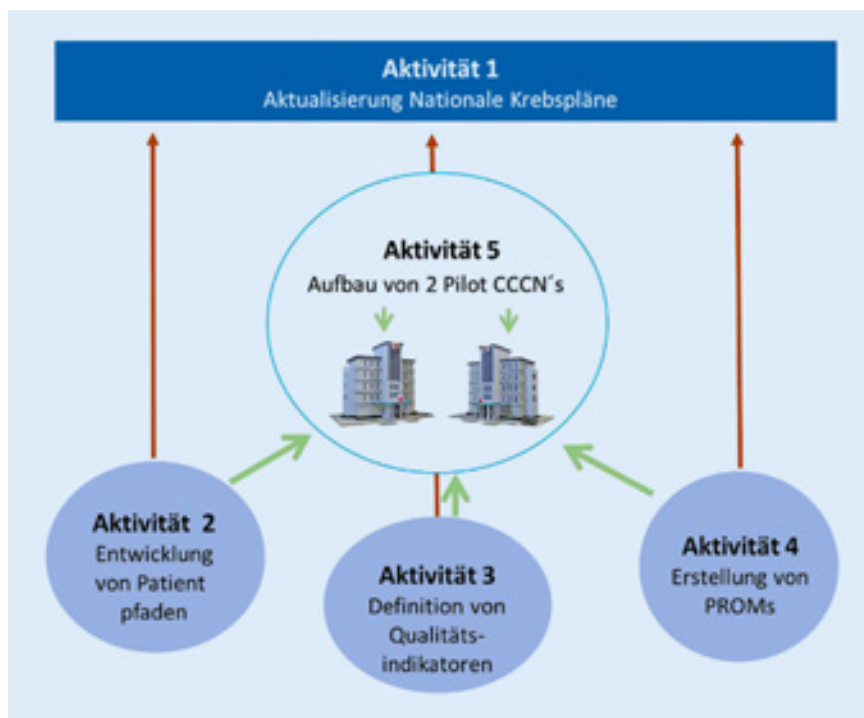 Aktivität 1
Aktualisierung Nationale Krebspläne
Aktivität 5
Aufbau von 2 Pilot CCCN´s
Aktivität 2
Entwicklung
von Patient
pfaden
Aktivität 3
Definition von
Qualitäts-
indikatoren
Aktivität 4
Erstellung von
PROMs